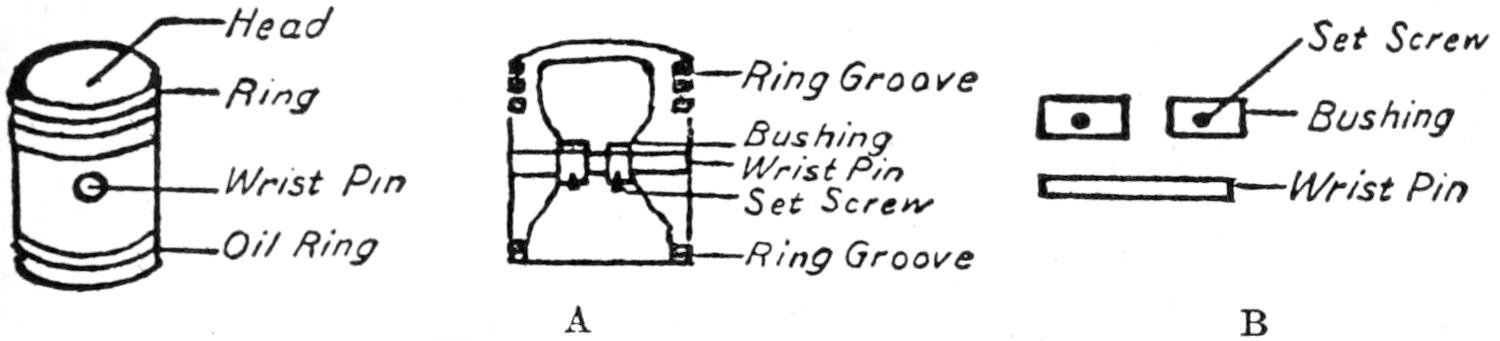 Head
Ring
Wrist Pin
Oil Ring
Ring Groove
Bushing
Wrist Pin
Set Screw
Ring Groove
A
Set Screw
Bushing
Wrist Pin
B